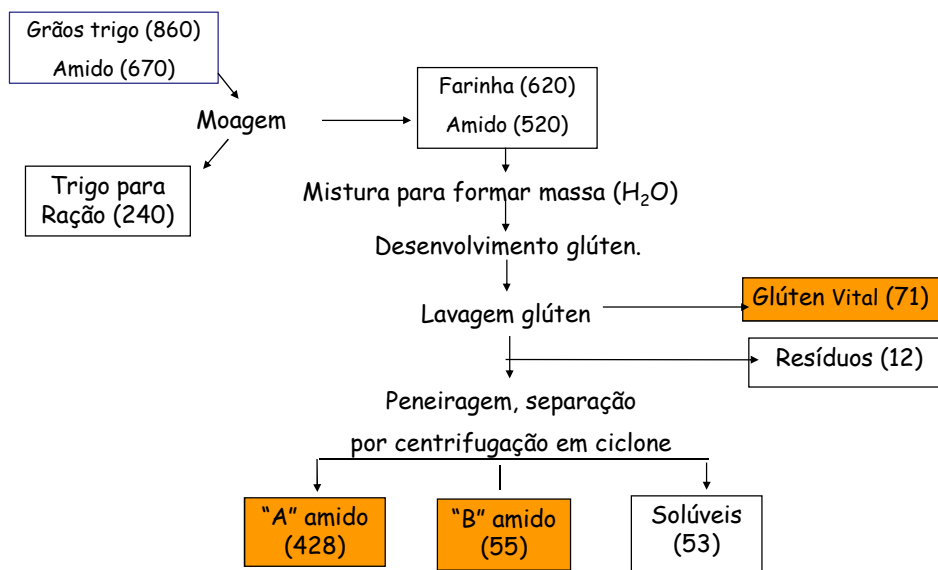 Grãos trigo (860)
Amido (670)
Moagem
Farinha (620)
Amido (520)
Trigo para
Ração (240)
Mistura para formar massa (H₂O)
Desenvolvimento glúten.
Lavagem glúten
Glúten Vital (71)
Resíduos (12)
Peneiragem, separação
por centrifugação em ciclone
“A” amido
(428)
“B” amido
(55)
Solúveis
(53)